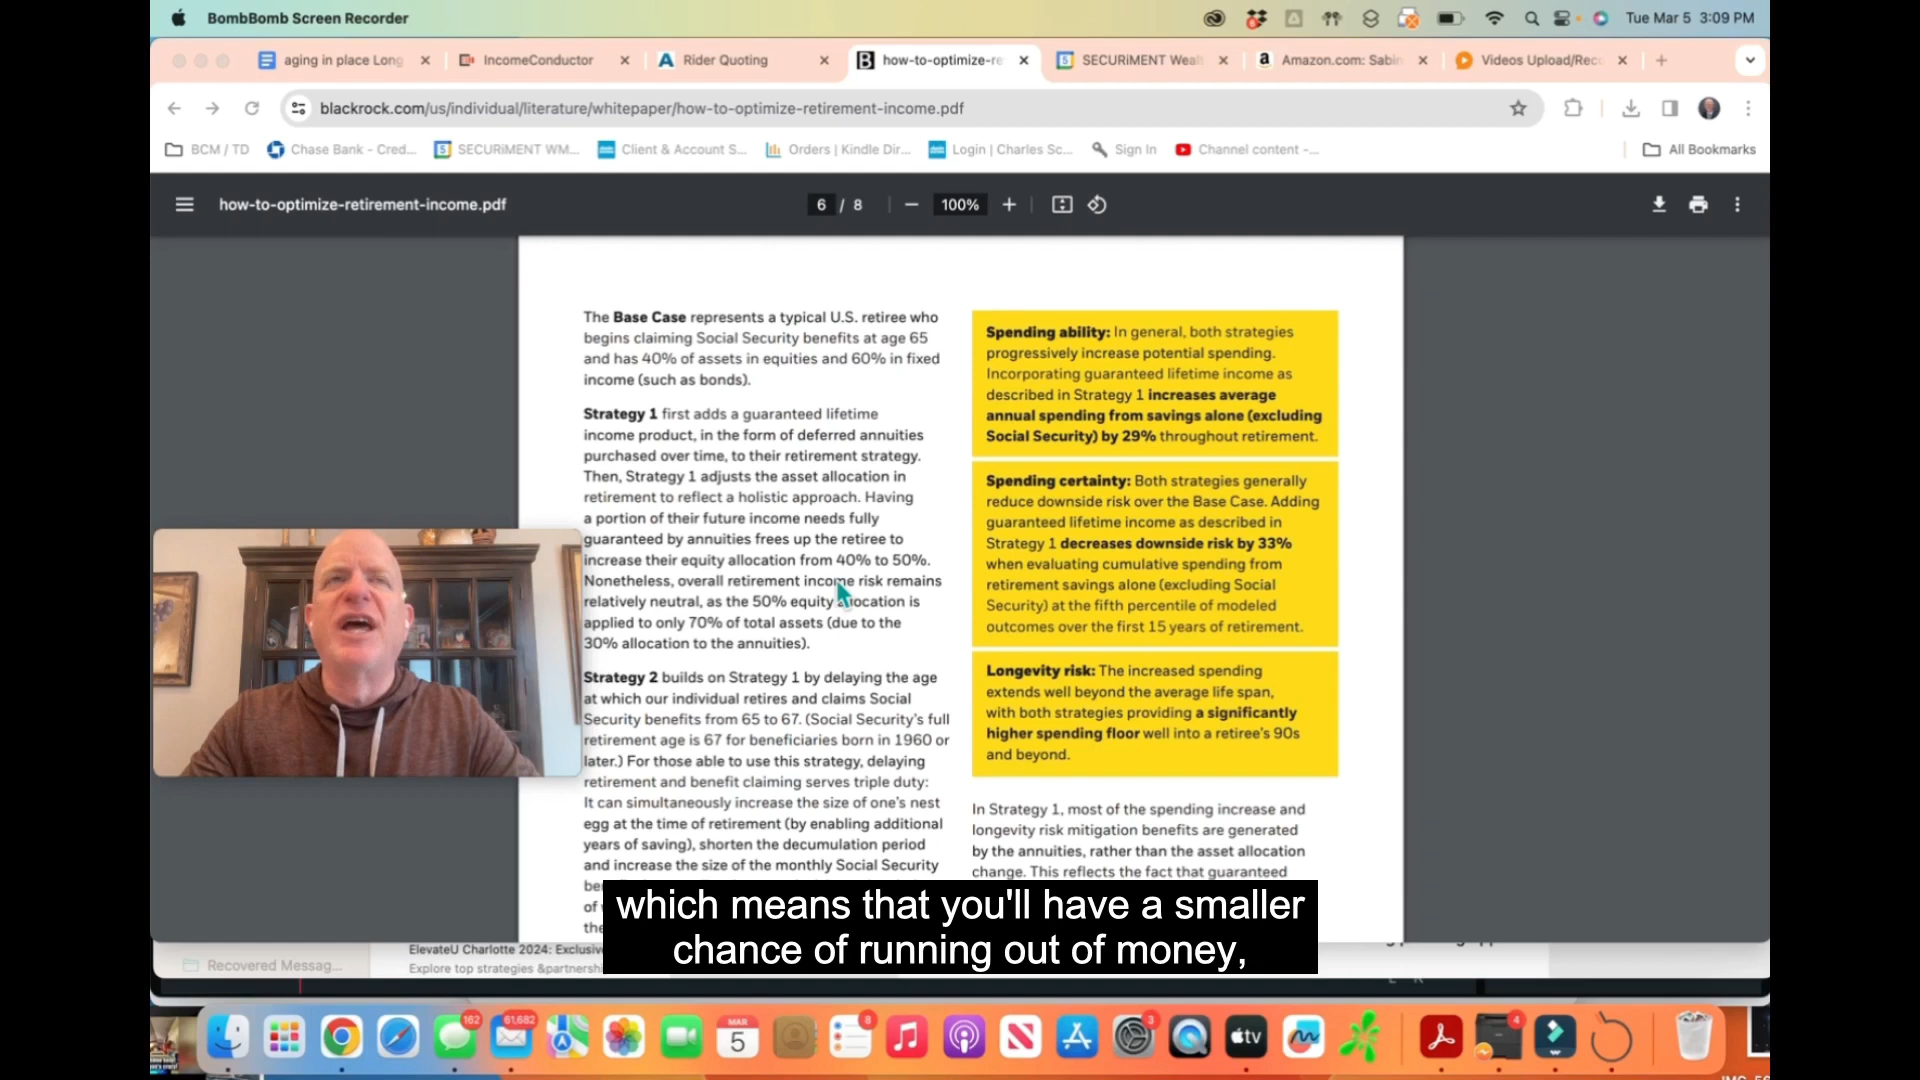 BombBomb Screen Recorder
Tue Mar 5 3:09 PM
aging in place Long
IncomeConductor
Rider Quoting
how-to-optimize-re
SECURiMENT Weal
Amazon.com: Sabin
Videos Upload/Rec
blackrock.com/us/individual/literature/whitepaper/how-to-optimize-retirement-income.pdf
BCM / TD
Chase Bank - Cred...
SECURiMENT WM...
Client & Account S...
Orders | Kindle Dir...
Login | Charles Sc...
Sign In
Channel content -...
All Bookmarks
how-to-optimize-retirement-income.pdf
6 / 8
100%
The Base Case represents a typical U.S. retiree who
begins claiming Social Security benefits at age 65
and has 40% of assets in equities and 60% in fixed
income (such as bonds).
Strategy 1 first adds a guaranteed lifetime
income product, in the form of deferred annuities
purchased over time, to their retirement strategy.
Then, Strategy 1 adjusts the asset allocation in
retirement to reflect a holistic approach. Having
a portion of their future income needs fully
guaranteed by annuities frees up the retiree to
increase their equity allocation from 40% to 50%.
Nonetheless, overall retirement income risk remains
relatively neutral, as the 50% equity allocation is
applied to only 70% of total assets (due to the
30% allocation to the annuities).
Strategy 2 builds on Strategy 1 by delaying the age
at which our individual retires and claims Social
Security benefits from 65 to 67. (Social Security's full
retirement age is 67 for beneficiaries born in 1960 or
later.) For those able to use this strategy, delaying
retirement and benefit claiming serves triple duty:
It can simultaneously increase the size of one's nest
egg at the time of retirement (by enabling additional
years of saving), shorten the decumulation period
and increase the size of the monthly Social Security
Spending ability: In general, both strategies
progressively increase potential spending.
Incorporating guaranteed lifetime income as
described in Strategy 1 increases average
annual spending from savings alone (excluding
Social Security) by 29% throughout retirement.
Spending certainty: Both strategies generally
reduce downside risk over the Base Case. Adding
guaranteed lifetime income as described in
Strategy 1 decreases downside risk by 33%
when evaluating cumulative spending from
retirement savings alone (excluding Social
Security) at the fifth percentile of modeled
outcomes over the first 15 years of retirement.
Longevity risk: The increased spending
extends well beyond the average life span,
with both strategies providing a significantly
higher spending floor well into a retiree's 90s
and beyond.
In Strategy 1, most of the spending increase and
longevity risk mitigation benefits are generated
by the annuities, rather than the asset allocation
change. This reflects the fact that guaranteed
which means that you'll have a smaller
chance of running out of money,
ElevateU Charlotte 2024: Exclusiv
Explore top strategies &partnersh
Recovered Messag...
162
61,682
MAR
5
8
3
tv
4